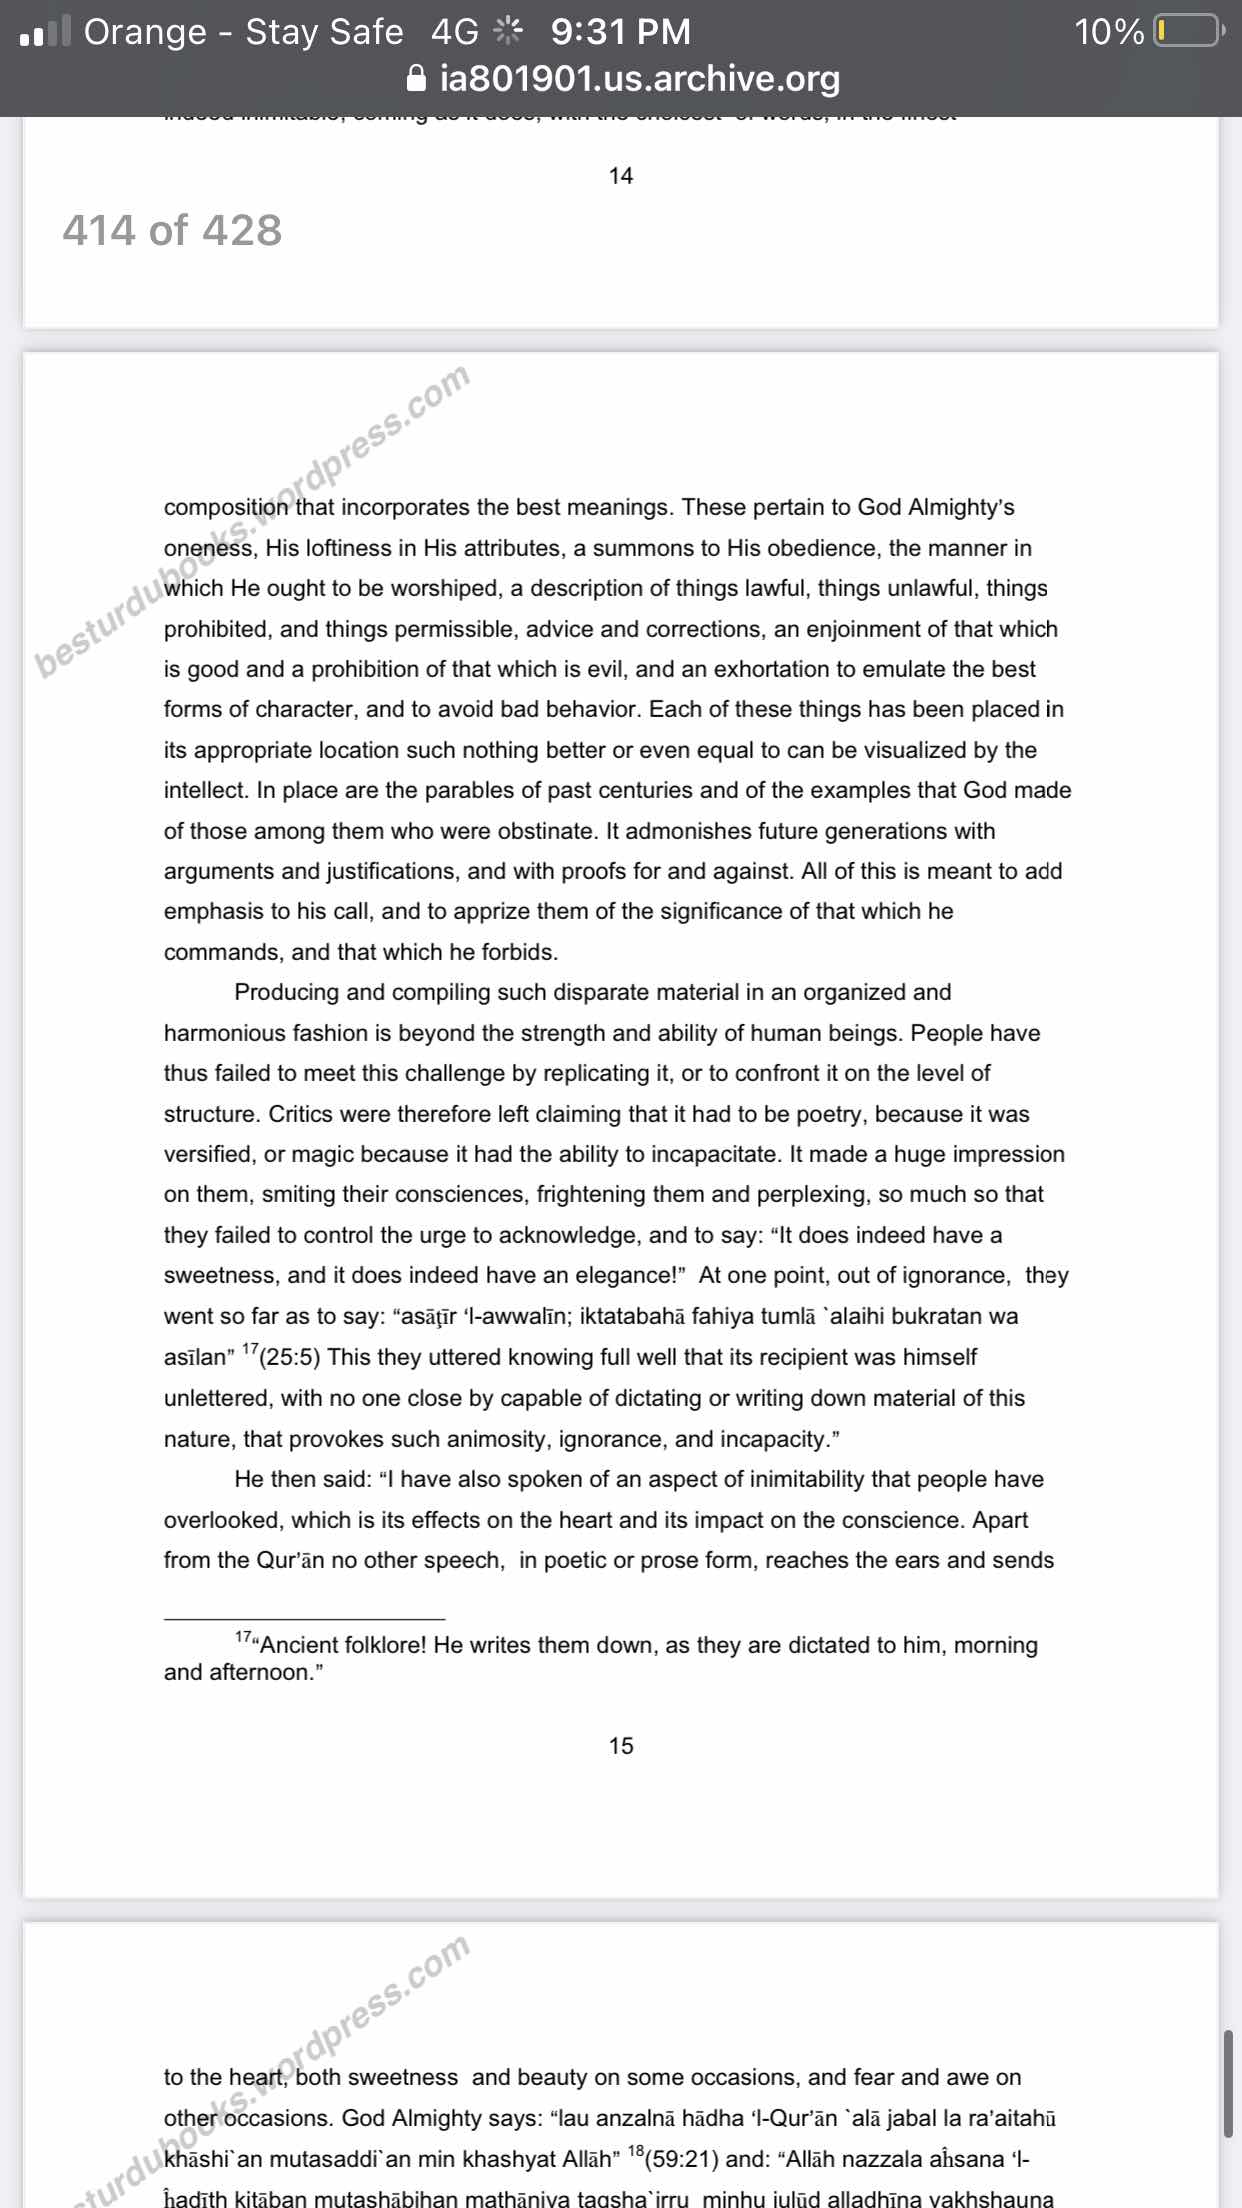 Orange - Stay Safe 4G 9:31 PM 10%
ia801901.us.archive.org
indeed inimitable, coming as it does, with the choicest of words, in the finest
14
414 of 428
besturdubooks.wordpress.com
composition that incorporates the best meanings. These pertain to God Almighty's
oneness, His loftiness in His attributes, a summons to His obedience, the manner in
which He ought to be worshiped, a description of things lawful, things unlawful, things
prohibited, and things permissible, advice and corrections, an enjoinment of that which
is good and a prohibition of that which is evil, and an exhortation to emulate the best
forms of character, and to avoid bad behavior. Each of these things has been placed in
its appropriate location such nothing better or even equal to can be visualized by the
intellect. In place are the parables of past centuries and of the examples that God made
of those among them who were obstinate. It admonishes future generations with
arguments and justifications, and with proofs for and against. All of this is meant to add
emphasis to his call, and to apprize them of the significance of that which he
commands, and that which he forbids.
Producing and compiling such disparate material in an organized and
harmonious fashion is beyond the strength and ability of human beings. People have
thus failed to meet this challenge by replicating it, or to confront it on the level of
structure. Critics were therefore left claiming that it had to be poetry, because it was
versified, or magic because it had the ability to incapacitate. It made a huge impression
on them, smiting their consciences, frightening them and perplexing, so much so that
they failed to control the urge to acknowledge, and to say: “It does indeed have a
sweetness, and it does indeed have an elegance!” At one point, out of ignorance, they
went so far as to say: “asāţīr ‘l-awwalīn; iktatabahā fahiya tumlā `alaihi bukratan wa
asīlan” 17(25:5) This they uttered knowing full well that its recipient was himself
unlettered, with no one close by capable of dictating or writing down material of this
nature, that provokes such animosity, ignorance, and incapacity.”
He then said: “I have also spoken of an aspect of inimitability that people have
overlooked, which is its effects on the heart and its impact on the conscience. Apart
from the Qur’ān no other speech, in poetic or prose form, reaches the ears and sends
17“Ancient folklore! He writes them down, as they are dictated to him, morning
and afternoon.”
15
sturdubooks.wordpress.com
to the heart, both sweetness and beauty on some occasions, and fear and awe on
other occasions. God Almighty says: “lau anzalnā hādha ‘l-Qur’ān `alā jabal la ra’aitahū
khāshi`an mutasaddi`an min khashyat Allāh” 18(59:21) and: “Allāh nazzala aĥsana ‘l-
ĥadīth kitāban mutashābihan mathāniya taqsha`irru minhu julūd alladhīna yakhshauna